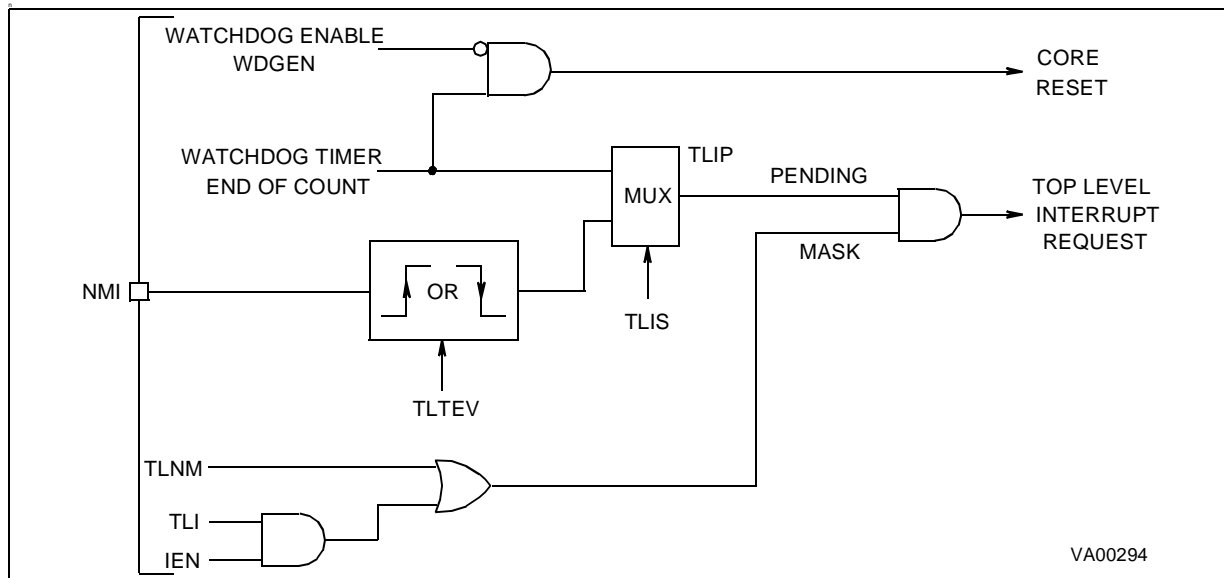 WATCHDOG ENABLE
WDGEN
CORE
RESET
WATCHDOG TIMER
END OF COUNT
TLIP
MUX
PENDING
TOP LEVEL
INTERRUPT
REQUEST
MASK
NMI
OR
TLIS
TLTEV
TLNM
TLI
IEN
VA00294